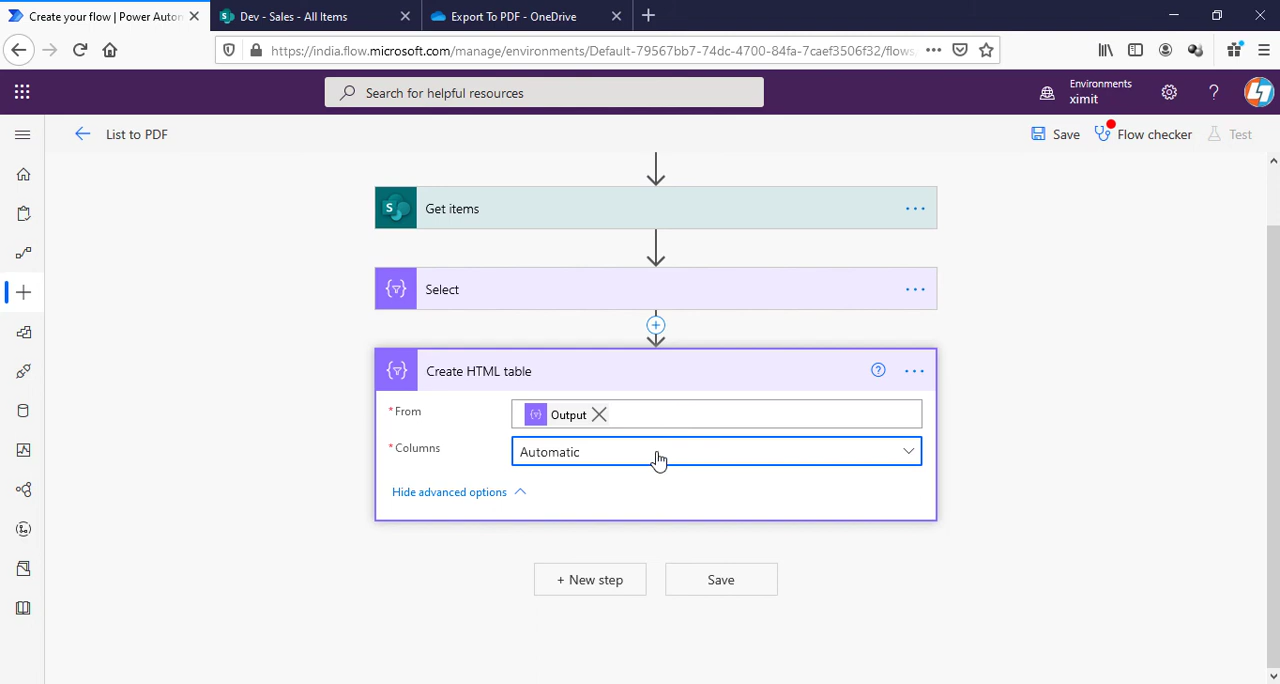 Create your flow | Power Autom
Dev - Sales - All Items
Export To PDF - OneDrive
https://india.flow.microsoft.com/manage/environments/Default-79567bb7-74dc-4700-84fa-7caef3506f32/flows
Search for helpful resources
Environments
ximit
?
List to PDF
Save
Flow checker
Test
S
Get items
Select
Create HTML table
?
* From
Output
* Columns
Automatic
Hide advanced options
+ New step
Save